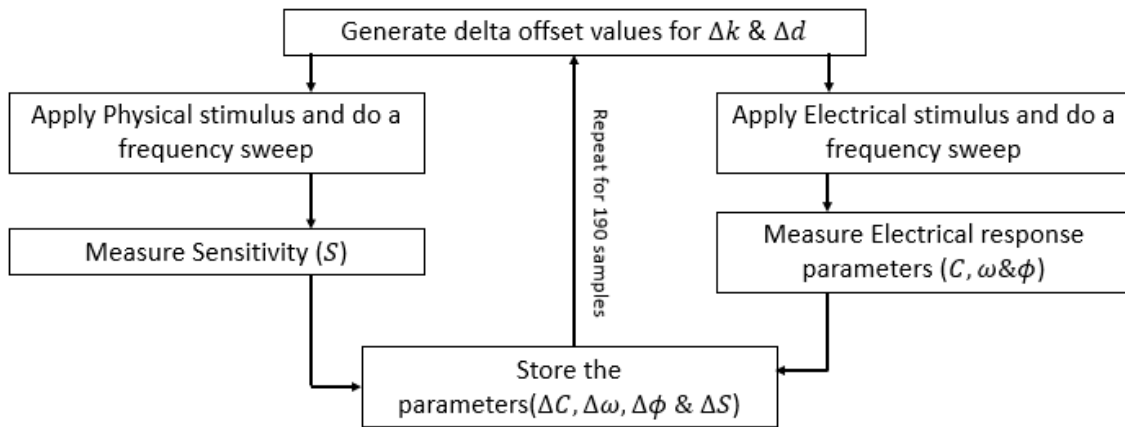 Generate delta offset values for Δk & Δd
Apply Physical stimulus and do a
frequency sweep
Apply Electrical stimulus and do a
frequency sweep
Repeat for 190 samples
Measure Sensitivity (S)
Measure Electrical response
parameters (C, ω&ϕ)
Store the
parameters(ΔC, Δω, Δϕ & ΔS)